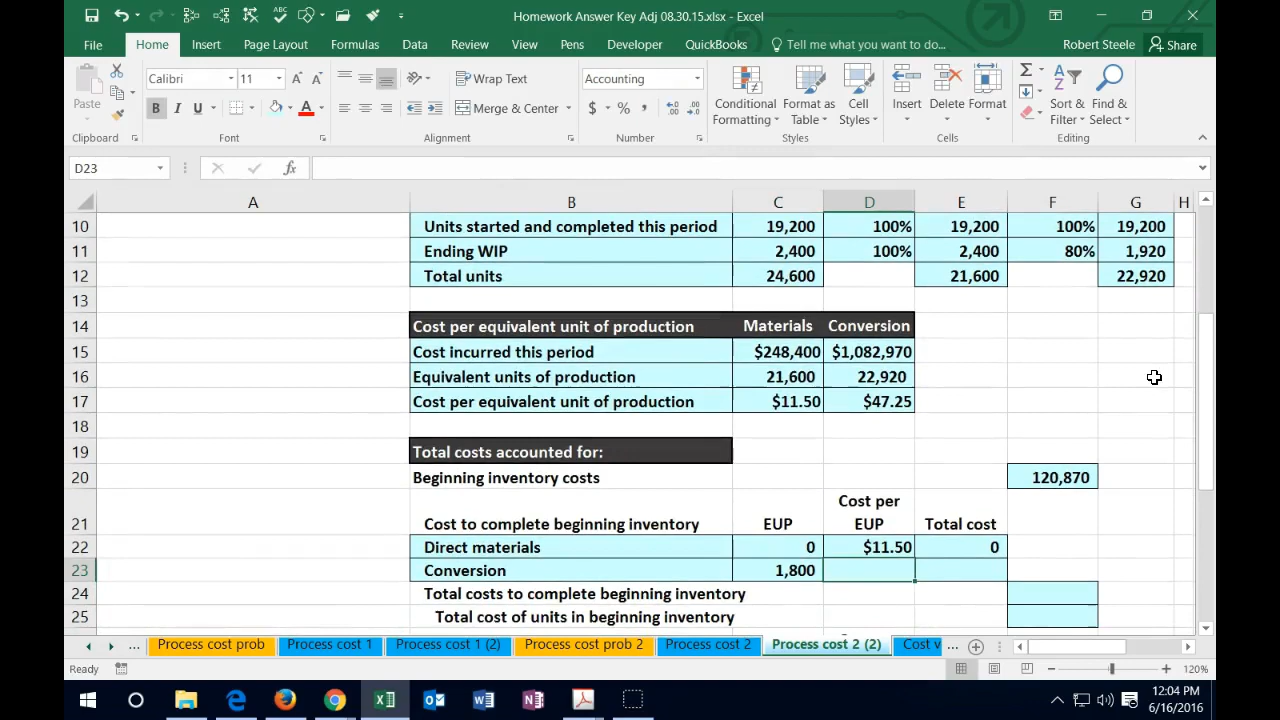 Homework Answer Key Adj 08.30.15.xlsx - Excel
File Home Insert Page Layout Formulas Data Review View Pens Developer QuickBooks Tell me what you want to do... Robert Steele Share
Paste Calibri 11 Wrap Text Accounting Conditional Formatting Format as Table Cell Styles Insert Delete Format Sort & Filter Find & Select
B I U A Merge & Center $ % ,
Clipboard Font Alignment Number Styles Cells Editing
D23 fx
A B C D E F G H
10 Units started and completed this period 19,200 100% 19,200 100% 19,200
11 Ending WIP 2,400 100% 2,400 80% 1,920
12 Total units 24,600 21,600 22,920
13
14 Cost per equivalent unit of production Materials Conversion
15 Cost incurred this period $248,400 $1,082,970
16 Equivalent units of production 21,600 22,920
17 Cost per equivalent unit of production $11.50 $47.25
18
19 Total costs accounted for:
20 Beginning inventory costs 120,870
21 Cost to complete beginning inventory EUP Cost per EUP Total cost
22 Direct materials 0 $11.50 0
23 Conversion 1,800
24 Total costs to complete beginning inventory
25 Total cost of units in beginning inventory
... Process cost prob Process cost 1 Process cost 1 (2) Process cost prob 2 Process cost 2 Process cost 2 (2) Cost v ...
Ready 120%
12:04 PM
6/16/2016